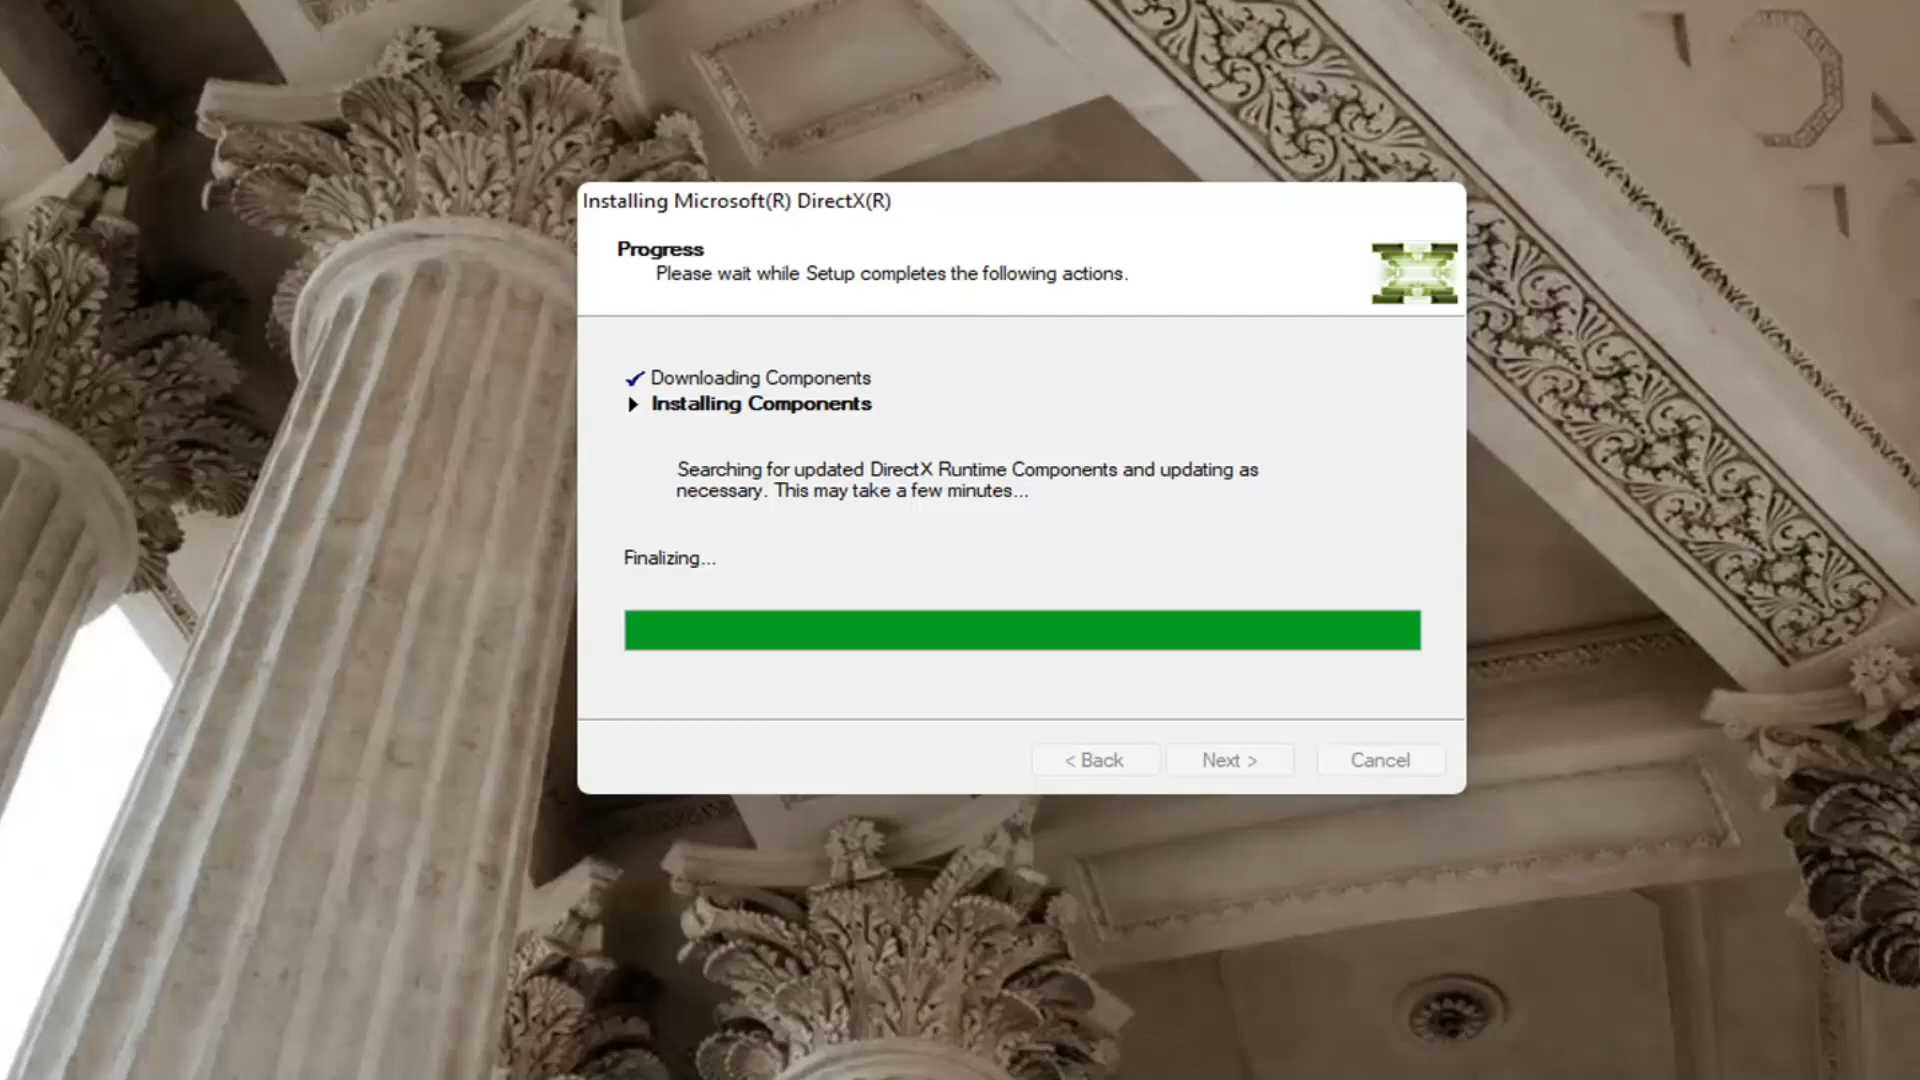 Installing Microsoft(R) DirectX(R)
Progress
Please wait while Setup completes the following actions.
Downloading Components
Installing Components
Searching for updated DirectX Runtime Components and updating as
necessary. This may take a few minutes...
Finalizing...
< Back
Next >
Cancel